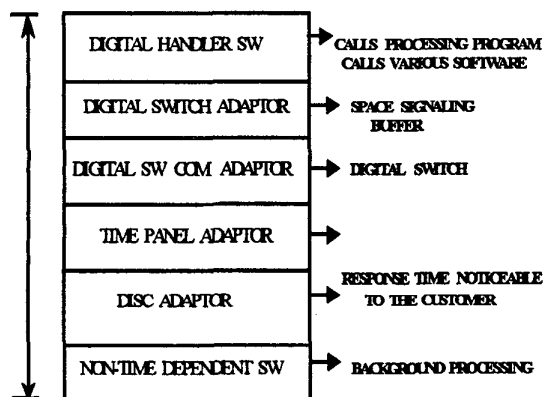 DIGITAL HANDLER SW
CALLS PROCESSING PROGRAM
CALLS VARIOUS SOFTWARE
DIGITAL SWITCH ADAPTOR
SPACE SIGNALING
BUFFER
DIGITAL SW COM ADAPTOR
DIGITAL SWITCH
TIME PANEL ADAPTOR
DISC ADAPTOR
RESPONSE TIME NOTICEABLE
TO THE CUSTOMER
NON-TIME DEPENDENT SW
BACKGROUND PROCESSING